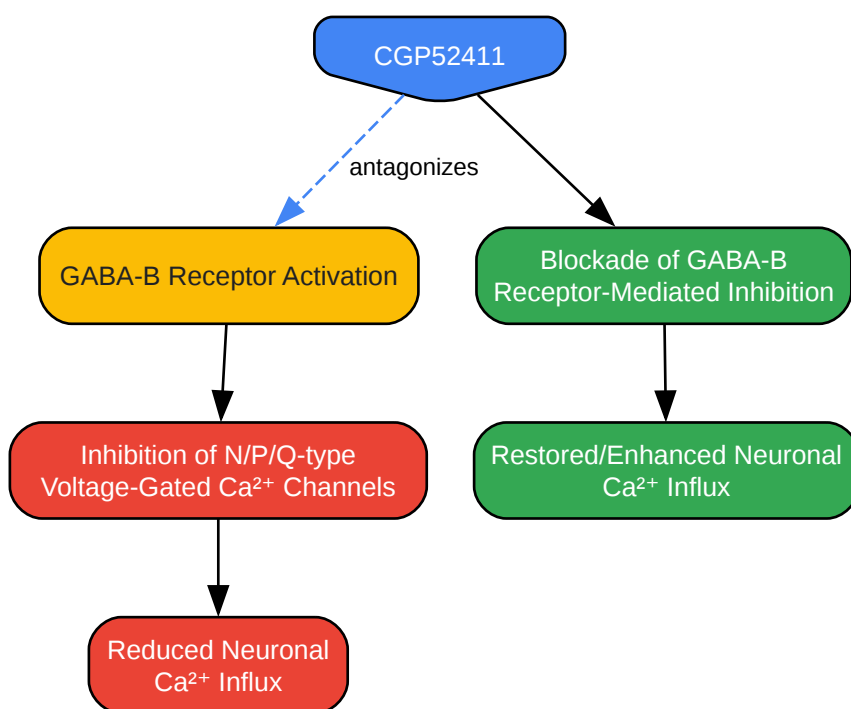 CGP52411
antagonizes
GABA-B Receptor Activation
Blockade of GABA-B
Receptor-Mediated Inhibition
Inhibition of N/P/Q-type
Voltage-Gated Ca²⁺ Channels
Restored/Enhanced Neuronal
Ca²⁺ Influx
Reduced Neuronal
Ca²⁺ Influx